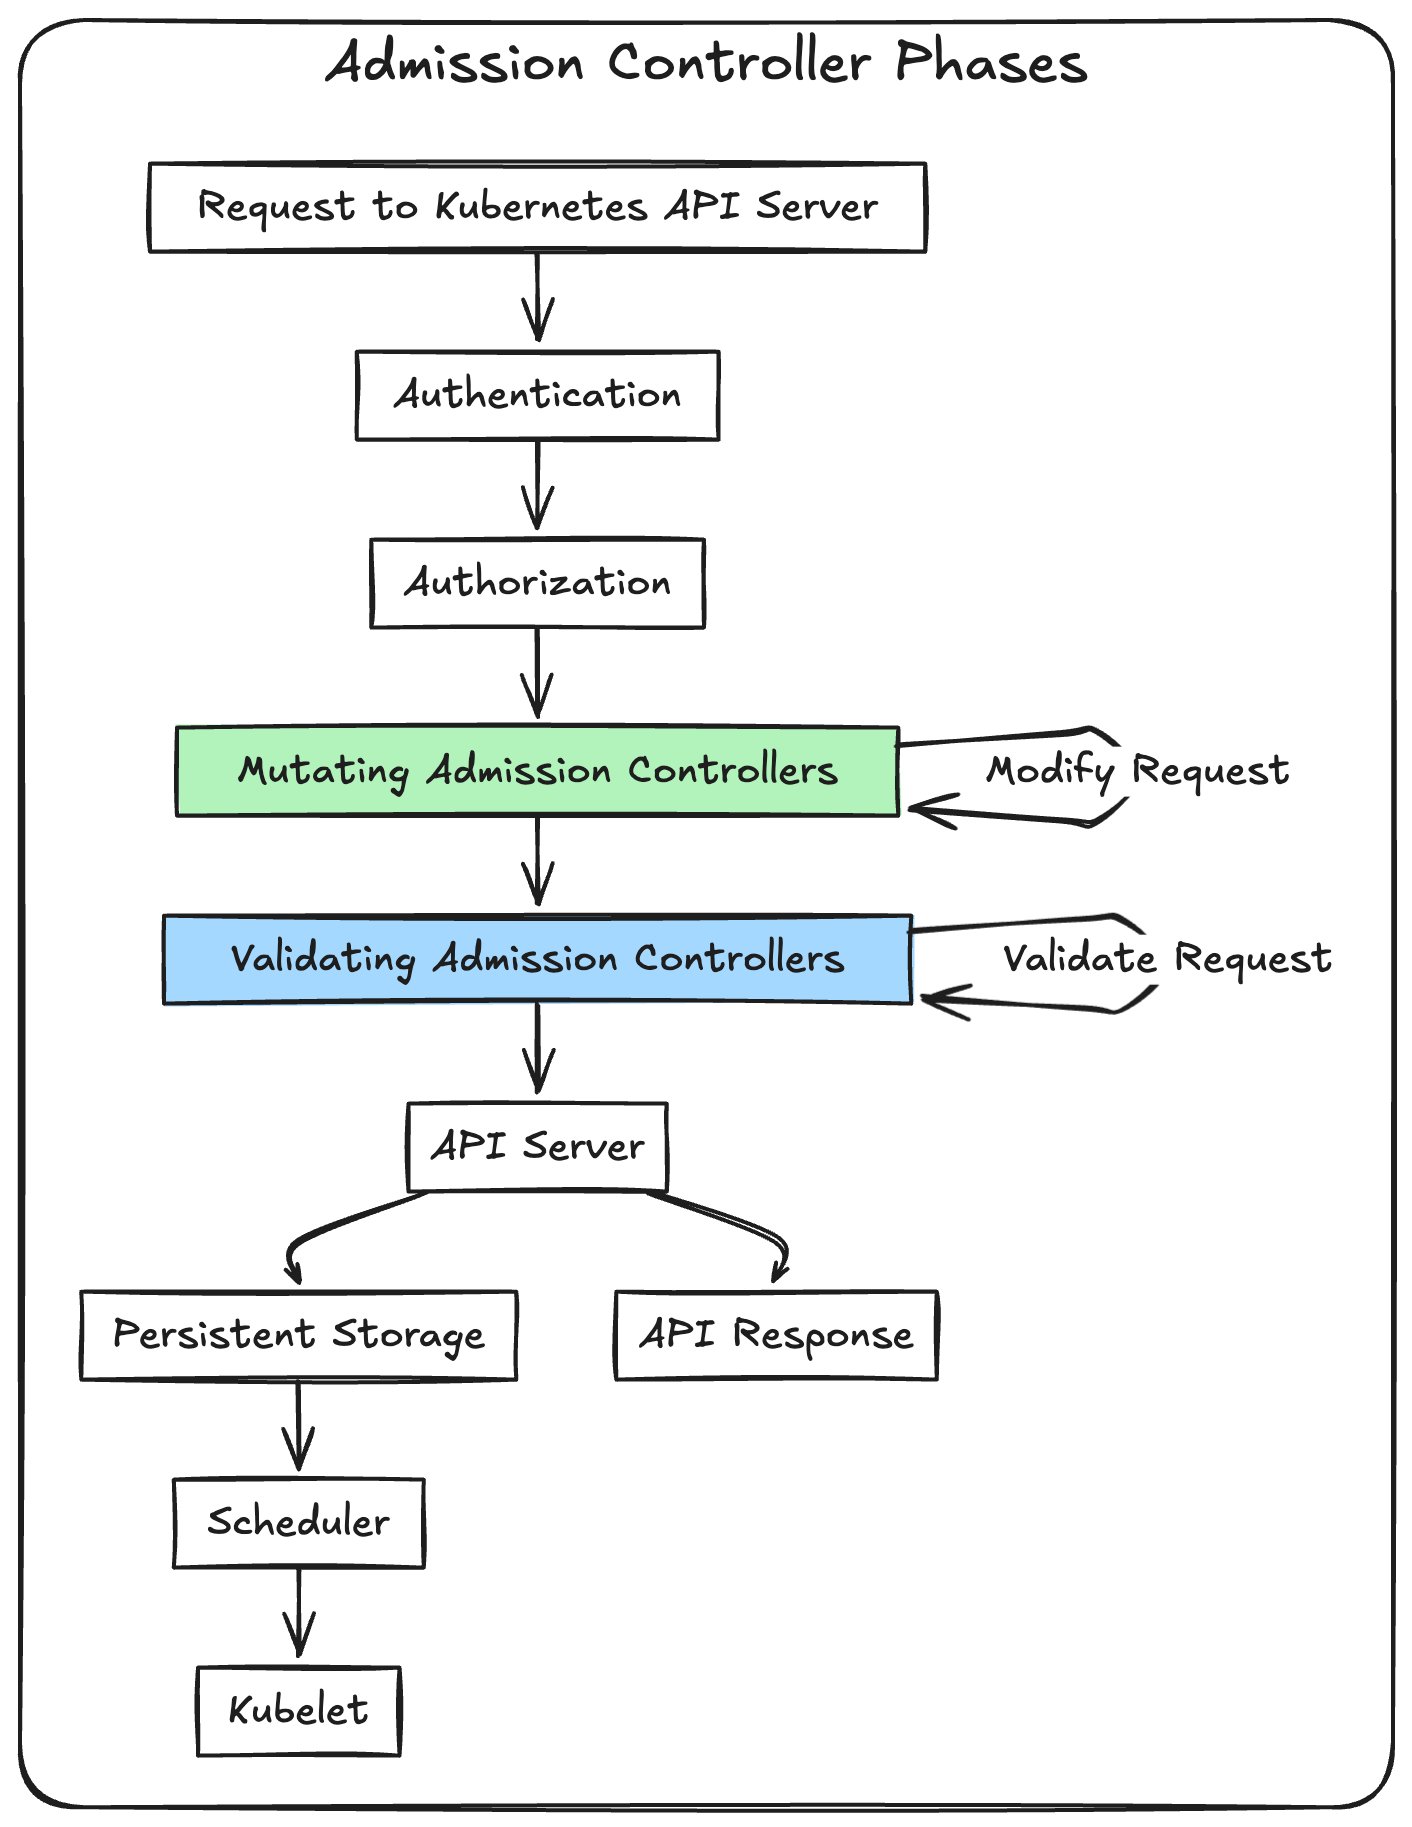 Admission Controller Phases
Request to Kubernetes API Server
Authentication
Authorization
Mutating Admission Controllers
Modify Request
Validating Admission Controllers
Validate Request
API Server
Persistent Storage
API Response
Scheduler
Kubelet